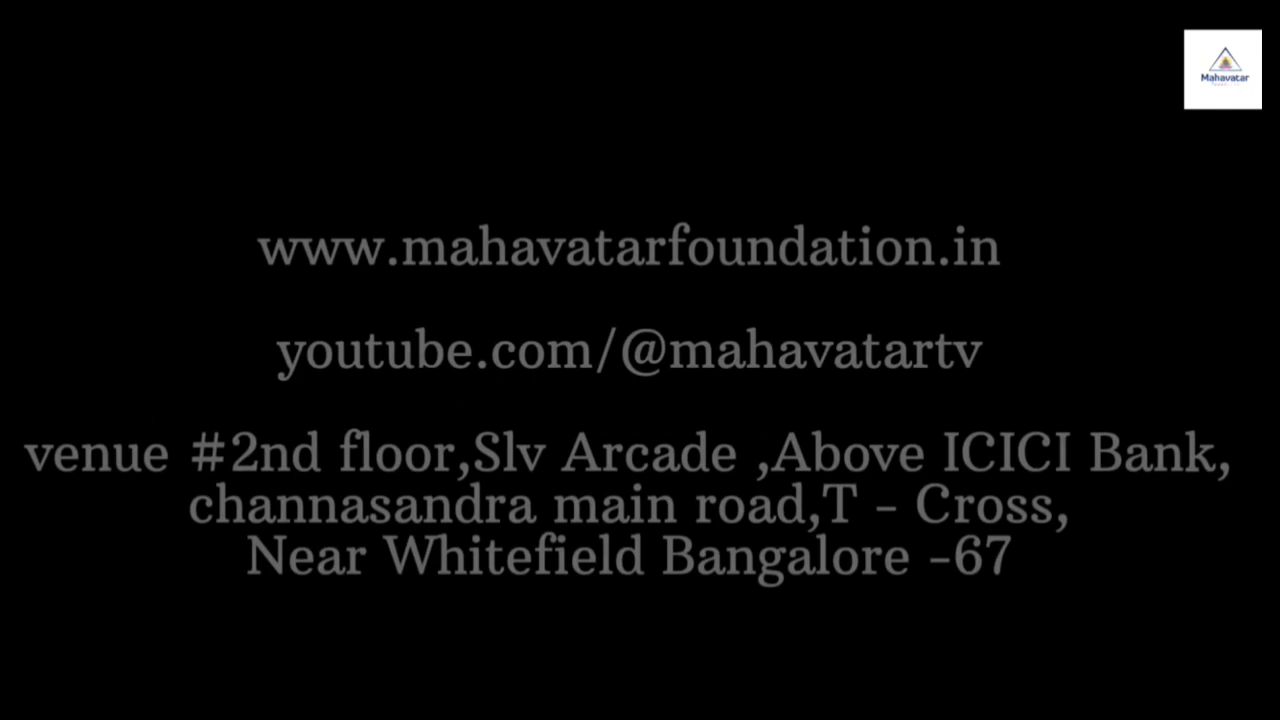 Mahavatar
www.mahavatarfoundation.in
youtube.com/@mahavatartv
venue #2nd floor,Slv Arcade ,Above ICICI Bank,
channasandra main road,T - Cross,
Near Whitefield Bangalore -67